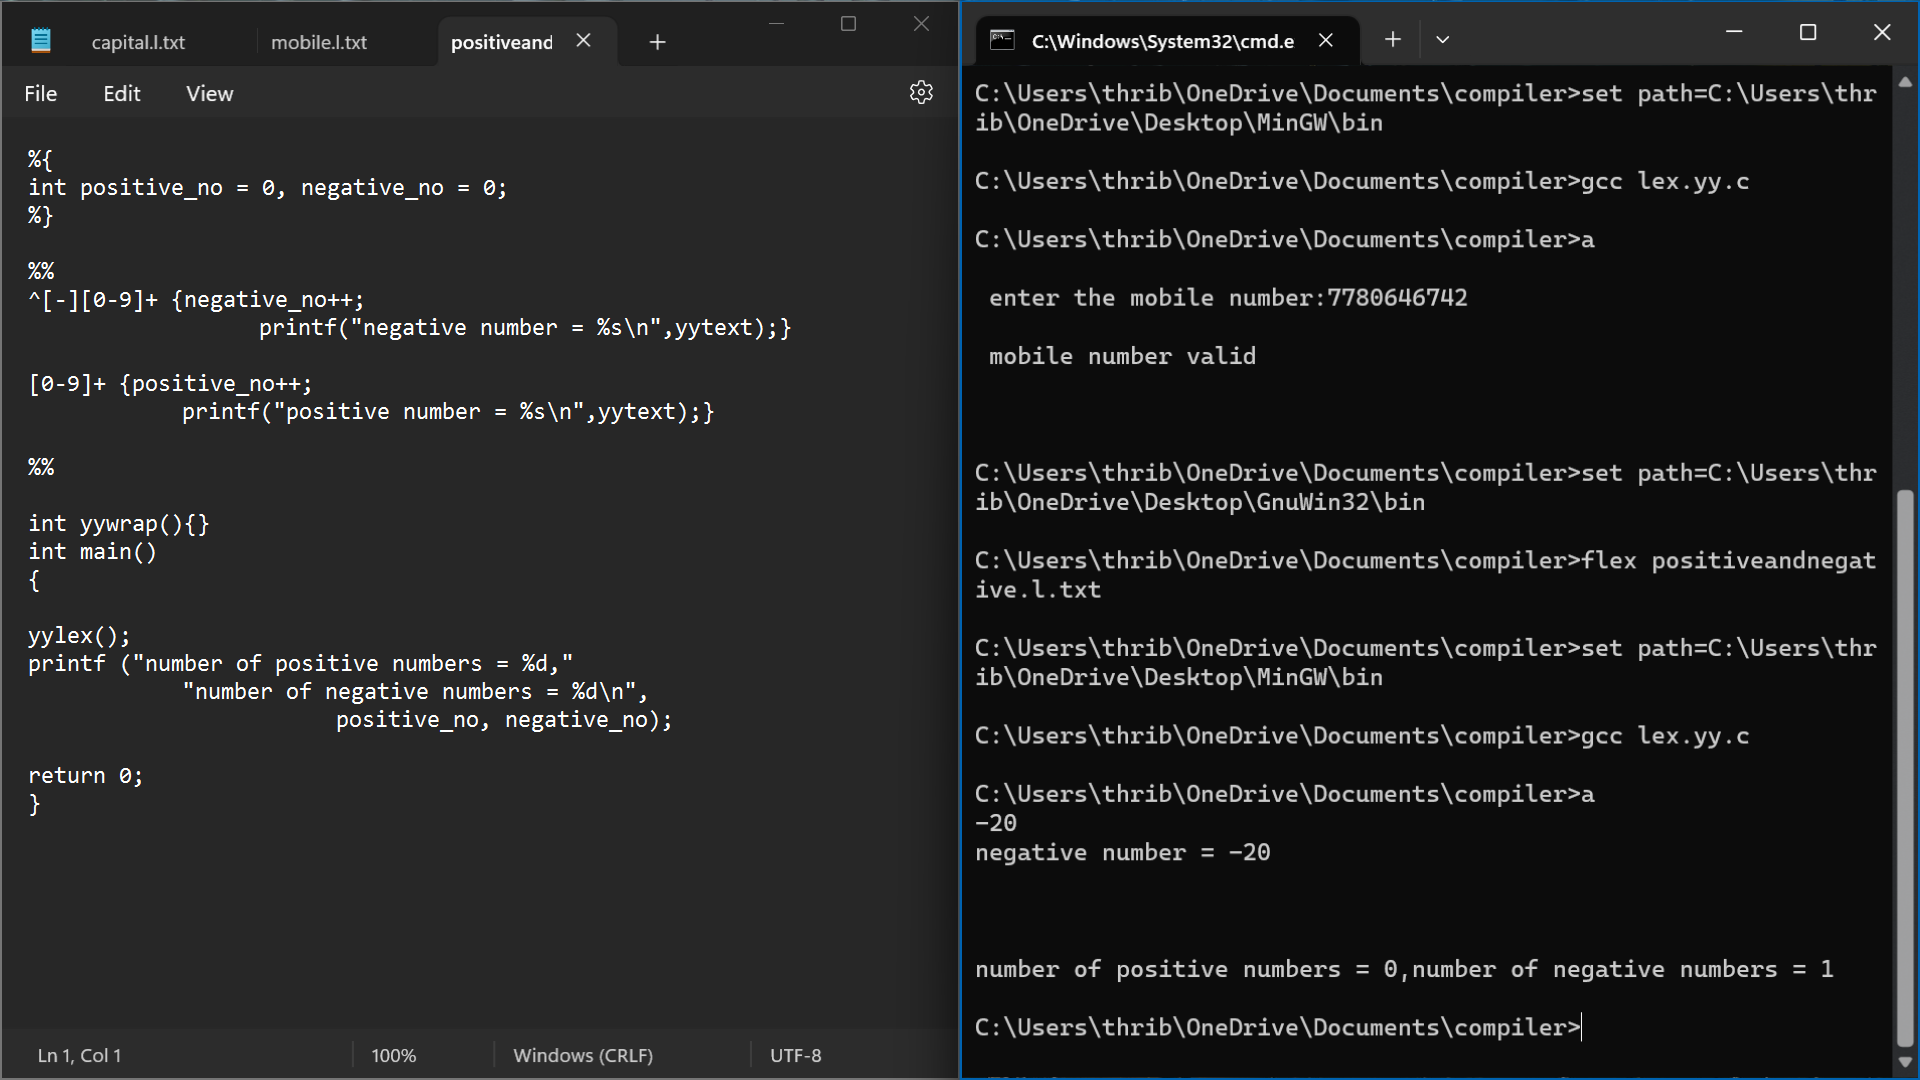 capital.l.txt
mobile.l.txt
positiveand
File
Edit
View
%{
int positive_no = 0, negative_no = 0;
%}
%%
^[-][0-9]+ {negative_no++;
printf("negative number = %s\n",yytext);}
[0-9]+ {positive_no++;
printf("positive number = %s\n",yytext);}
%%
int yywrap(){}
int main()
{
yylex();
printf ("number of positive numbers = %d,"
"number of negative numbers = %d\n",
positive_no, negative_no);
return 0;
}
Ln 1, Col 1
100%
Windows (CRLF)
UTF-8
C:\Windows\System32\cmd.e
C:\Users\thrib\OneDrive\Documents\compiler>set path=C:\Users\thr
ib\OneDrive\Desktop\MinGW\bin
C:\Users\thrib\OneDrive\Documents\compiler>gcc lex.yy.c
C:\Users\thrib\OneDrive\Documents\compiler>a
enter the mobile number:7780646742
mobile number valid
C:\Users\thrib\OneDrive\Documents\compiler>set path=C:\Users\thr
ib\OneDrive\Desktop\GnuWin32\bin
C:\Users\thrib\OneDrive\Documents\compiler>flex positiveandnegat
ive.l.txt
C:\Users\thrib\OneDrive\Documents\compiler>set path=C:\Users\thr
ib\OneDrive\Desktop\MinGW\bin
C:\Users\thrib\OneDrive\Documents\compiler>gcc lex.yy.c
C:\Users\thrib\OneDrive\Documents\compiler>a
-20
negative number = -20
number of positive numbers = 0,number of negative numbers = 1
C:\Users\thrib\OneDrive\Documents\compiler>